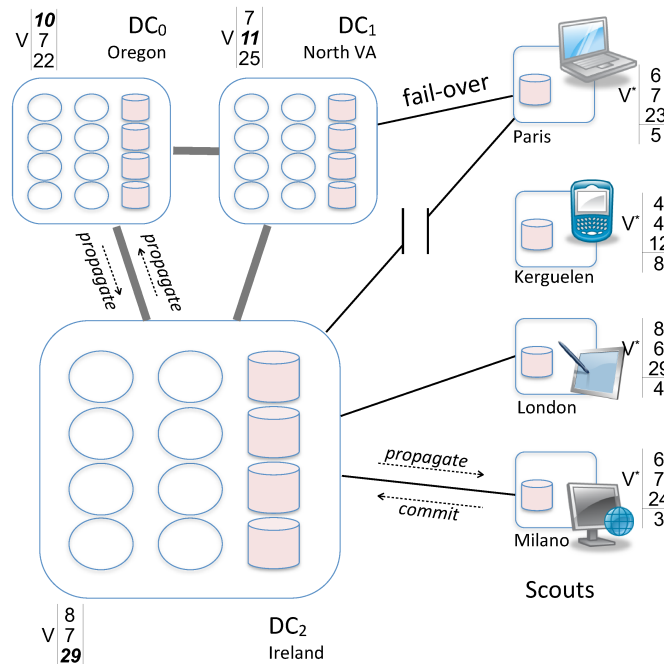 10
V 7
22
DC0
Oregon
7
V 11
25
DC1
North VA
fail-over
Paris
6
V* 7
23
5
propagate
propagate
Kerguelen
4
V* 4
12
8
London
8
V* 6
29
4
propagate
commit
Milano
6
V* 7
24
3
Scouts
8
V 7
29
DC2
Ireland